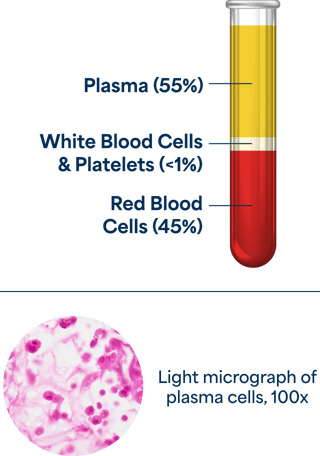 Plasma (55%)
White Blood Cells
& Platelets (<1%)
Red Blood
Cells (45%)
Light micrograph of
plasma cells, 100x